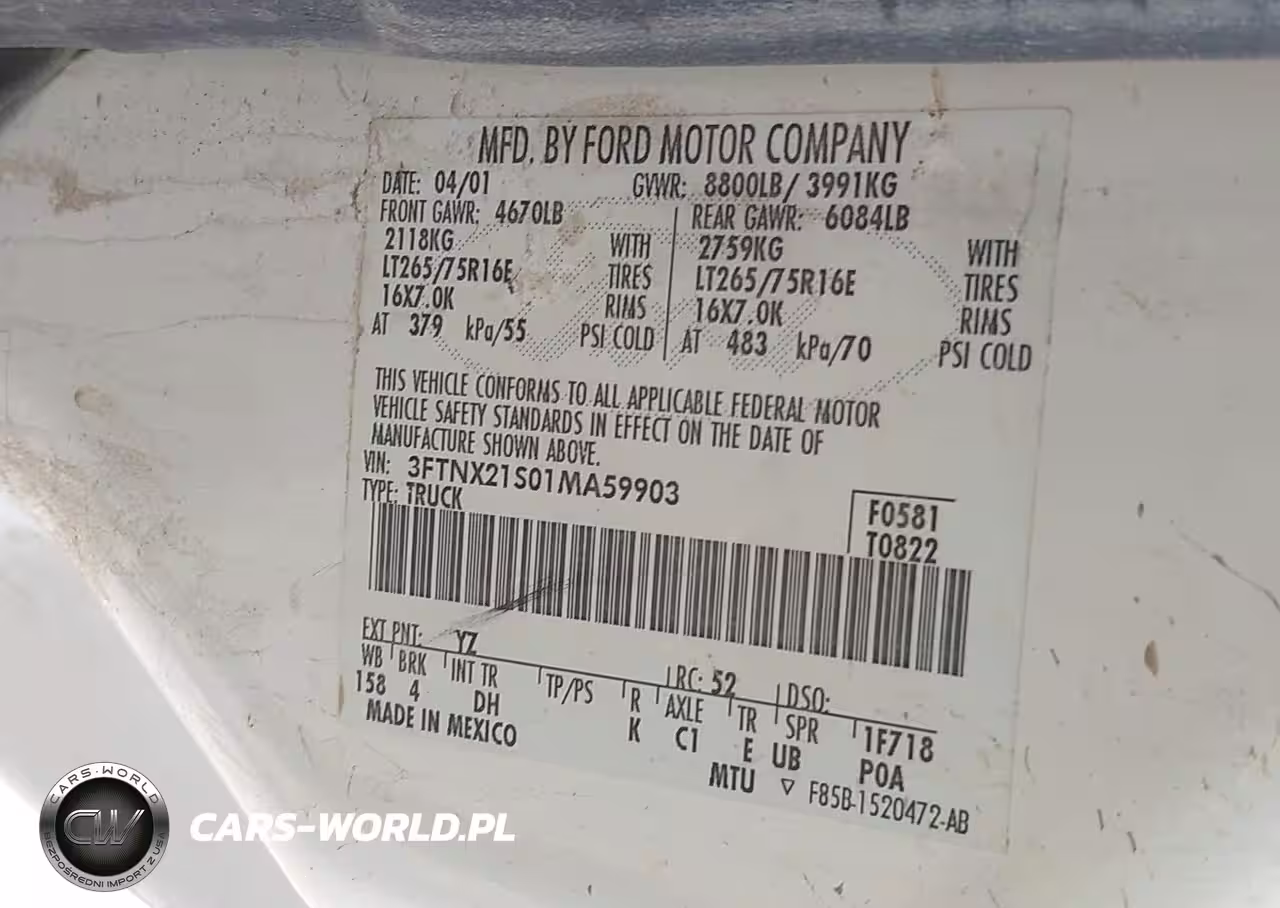 MFD. BY FORD MOTOR COMPANY
DATE: 04/01 GVWR: 8800LB/ 3991KG
FRONT GAWR: 4670LB REAR GAWR: 6084LB
2118KG WITH 2759KG WITH
LT265/75R16E TIRES LT265/75R16E TIRES
16X7.0K RIMS 16X7.0K RIMS
AT 379 kPa/55 PSI COLD AT 483 kPa/70 PSI COLD
THIS VEHICLE CONFORMS TO ALL APPLICABLE FEDERAL MOTOR
VEHICLE SAFETY STANDARDS IN EFFECT ON THE DATE OF
MANUFACTURE SHOWN ABOVE.
VIN: 3FTNX21S01MA59903
TYPE: TRUCK
F0581
T0822
EXT PNT: YZ RC: 52 DSO:
WB BRK INT TR TP/PS R AXLE TR SPR 1F718
158 4 DH K C1 E UB POA
MADE IN MEXICO MTU ▽ F85B-1520472-AB
CARS-WORLD
CW
BEZPOŚREDNI IMPORT Z USA
CARS-WORLD.PL